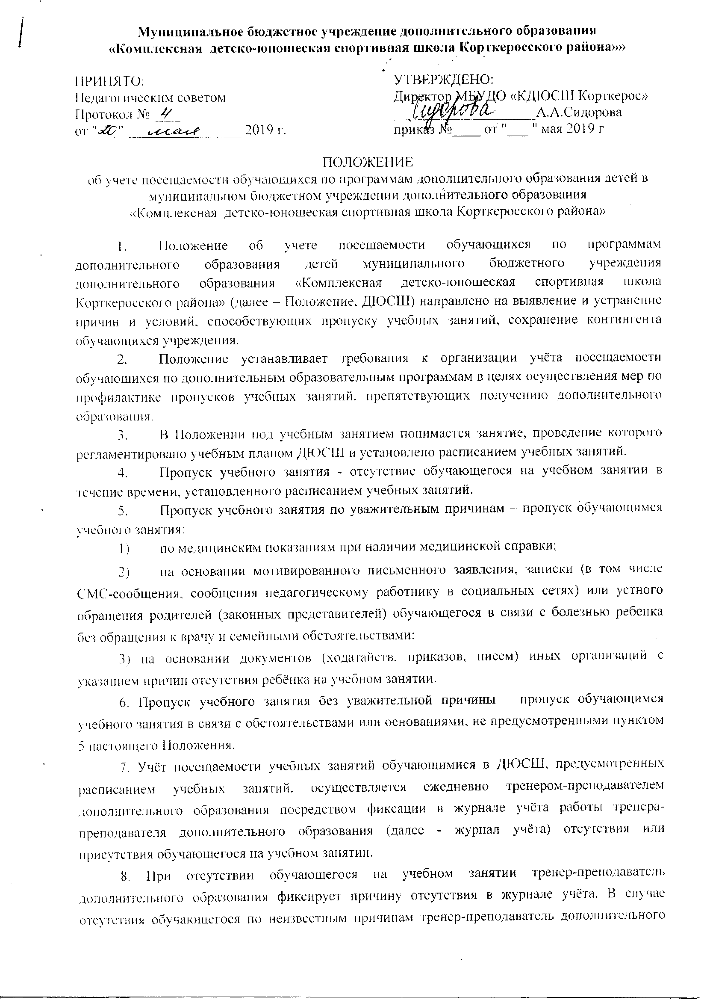 Муниципальное бюджетное учреждение дополнительного образования
«Комплексная детско-юношеская спортивная школа Корткеросского района»»
ПРИНЯТО:
Педагогическим советом
Протокол № 4
от "20" мая 2019 г.
УТВЕРЖДЕНО:
Директор МБУДО «КДЮСШ Корткерос»
Сидорова А.А.Сидорова
приказ №____ от "___" мая 2019 г
ПОЛОЖЕНИЕ
об учете посещаемости обучающихся по программам дополнительного образования детей в
муниципальном бюджетном учреждении дополнительного образования
«Комплексная детско-юношеская спортивная школа Корткеросского района»
1. Положение об учете посещаемости обучающихся по программам
дополнительного образования детей муниципального бюджетного учреждения
дополнительного образования «Комплексная детско-юношеская спортивная школа
Корткеросского района» (далее – Положение, ДЮСШ) направлено на выявление и устранение
причин и условий, способствующих пропуску учебных занятий, сохранение контингента
обучающихся учреждения.
2. Положение устанавливает требования к организации учёта посещаемости
обучающихся по дополнительным образовательным программам в целях осуществления мер по
профилактике пропусков учебных занятий, препятствующих получению дополнительного
образования.
3. В Положении под учебным занятием понимается занятие, проведение которого
регламентировано учебным планом ДЮСШ и установлено расписанием учебных занятий.
4. Пропуск учебного занятия - отсутствие обучающегося на учебном занятии в
течение времени, установленного расписанием учебных занятий.
5. Пропуск учебного занятия по уважительным причинам – пропуск обучающимся
учебного занятия:
1) по медицинским показаниям при наличии медицинской справки;
2) на основании мотивированного письменного заявления, записки (в том числе
СМС-сообщения, сообщения педагогическому работнику в социальных сетях) или устного
обращения родителей (законных представителей) обучающегося в связи с болезнью ребенка
без обращения к врачу и семейными обстоятельствами:
3) на основании документов (ходатайств, приказов, писем) иных организаций с
указанием причин отсутствия ребёнка на учебном занятии.
6. Пропуск учебного занятия без уважительной причины – пропуск обучающимся
учебного занятия в связи с обстоятельствами или основаниями, не предусмотренными пунктом
5 настоящего Положения.
7. Учёт посещаемости учебных занятий обучающимися в ДЮСШ, предусмотренных
расписанием учебных занятий, осуществляется ежедневно тренером-преподавателем
дополнительного образования посредством фиксации в журнале учёта работы тренера-
преподавателя дополнительного образования (далее - журнал учёта) отсутствия или
присутствия обучающегося на учебном занятии.
8. При отсутствии обучающегося на учебном занятии тренер-преподаватель
дополнительного образования фиксирует причину отсутствия в журнале учёта. В случае
отсутствия обучающегося по неизвестным причинам тренер-преподаватель дополнительного